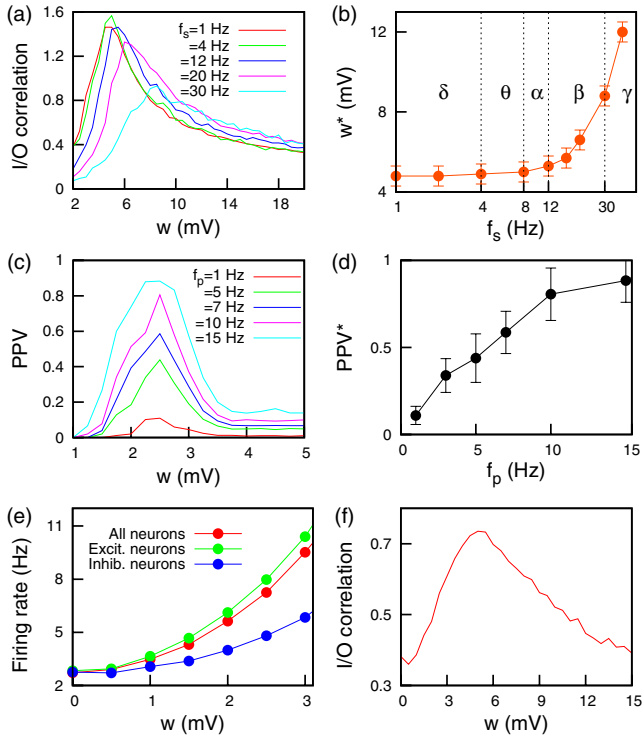 (a)
I/O correlation
1.6
1.2
0.8
0.4
0
2 6 10 14 18
w (mV)
fs=1 Hz
=4 Hz
=12 Hz
=20 Hz
=30 Hz
(b)
w* (mV)
12
8
4
δ θ α β γ
1 4 8 12 30
fs (Hz)
(c)
PPV
1
0.8
0.6
0.4
0.2
0
1 2 3 4 5
w (mV)
fp=1 Hz
=5 Hz
=7 Hz
=10 Hz
=15 Hz
(d)
PPV*
1
0.5
0
0 5 10 15
fp (Hz)
(e)
Firing rate (Hz)
11
8
5
2
0 1 2 3
w (mV)
All neurons
Excit. neurons
Inhib. neurons
(f)
I/O correlation
0.7
0.5
0.3
0 3 6 9 12 15
w (mV)